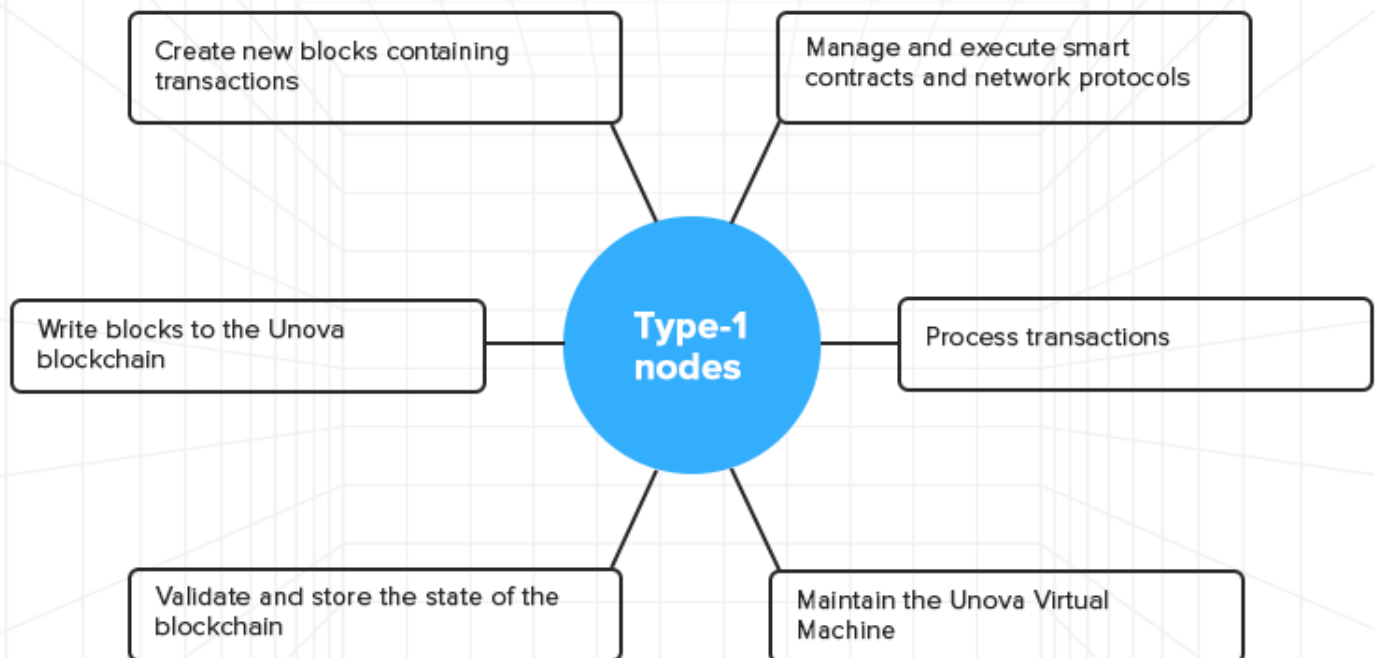 Create new blocks containing
transactions
Manage and execute smart
contracts and network protocols
Write blocks to the Unova
blockchain
Type-1
nodes
Process transactions
Validate and store the state of the
blockchain
Maintain the Unova Virtual
Machine